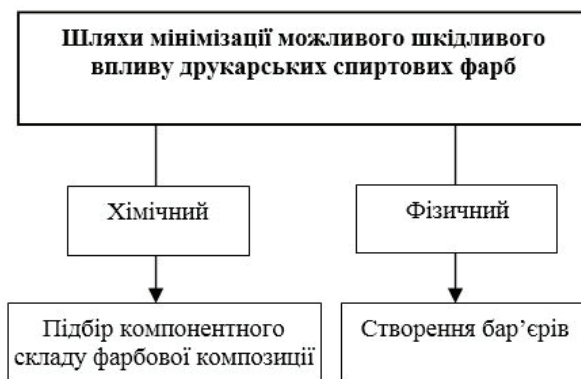 Шляхи мінімізації можливого шкідливого
впливу друкарських спиртових фарб
Хімічний
Фізичний
Підбір компонентного
складу фарбової композиції
Створення бар’єрів